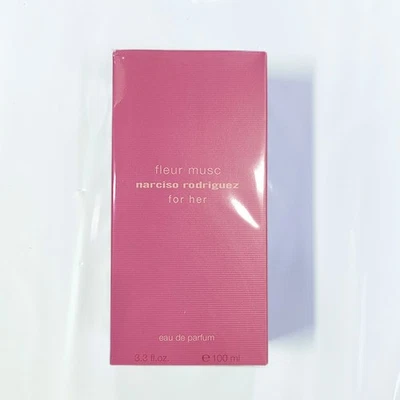 fleur musc
narciso rodriguez
for her
eau de parfum
3.3 fl.oz. ℮ 100 ml